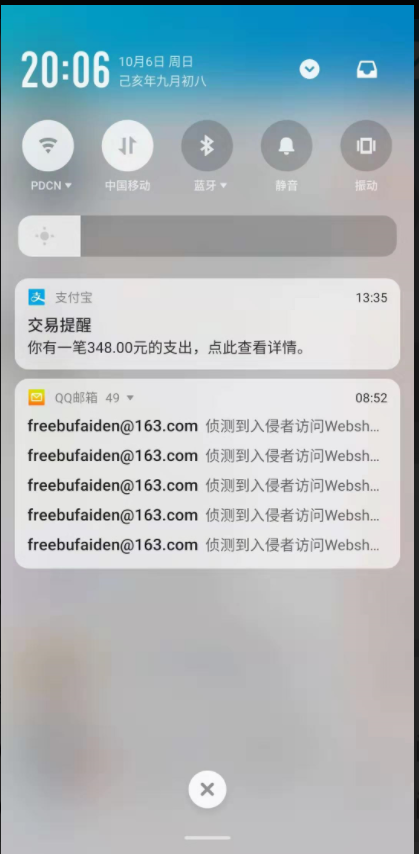 20:06
10月6日 周日
己亥年九月初八
PDCN
中国移动
蓝牙
静音
振动
支付宝
13:35
交易提醒
你有一笔348.00元的支出，点此查看详情。
QQ邮箱 49
08:52
freebufaiden@163.com 侦测到入侵者访问Websh...
freebufaiden@163.com 侦测到入侵者访问Websh...
freebufaiden@163.com 侦测到入侵者访问Websh...
freebufaiden@163.com 侦测到入侵者访问Websh...
freebufaiden@163.com 侦测到入侵者访问Websh...